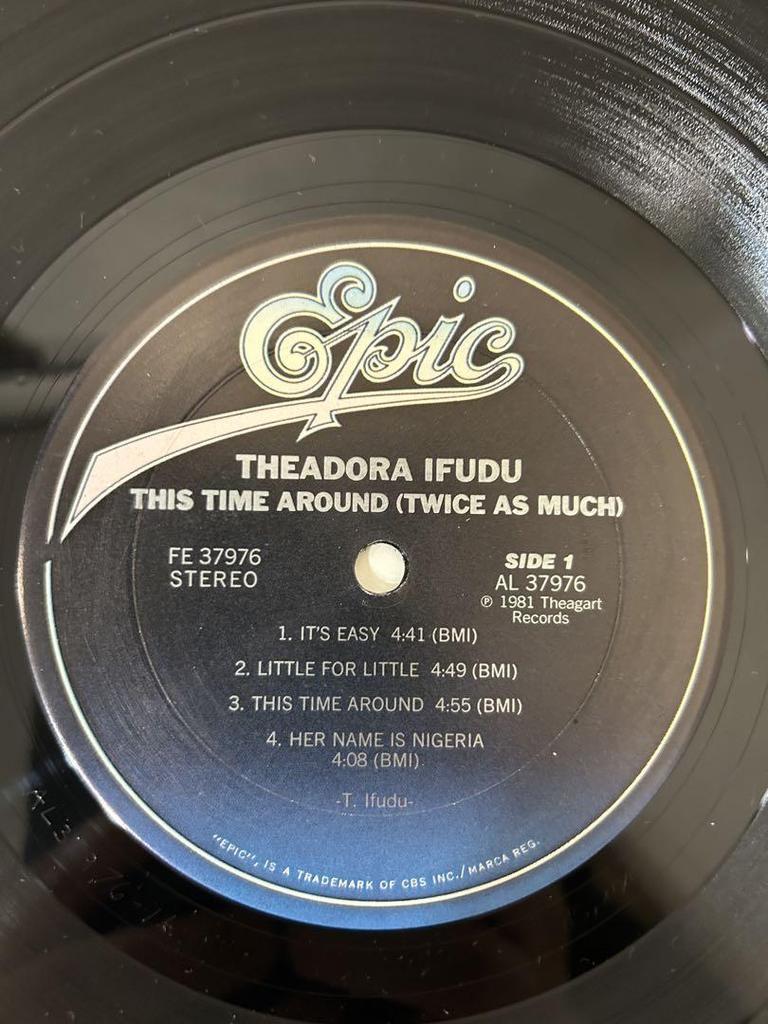 Epic
THEADORA IFUDU
THIS TIME AROUND (TWICE AS MUCH)
FE 37976
STEREO
SIDE 1
AL 37976
℗ 1981 Theagart
Records
1. IT'S EASY 4:41 (BMI)
2. LITTLE FOR LITTLE 4:49 (BMI)
3. THIS TIME AROUND 4:55 (BMI)
4. HER NAME IS NIGERIA
4:08 (BMI)
-T. Ifudu-
"EPIC", IS A TRADEMARK OF CBS INC./MARCA REG.